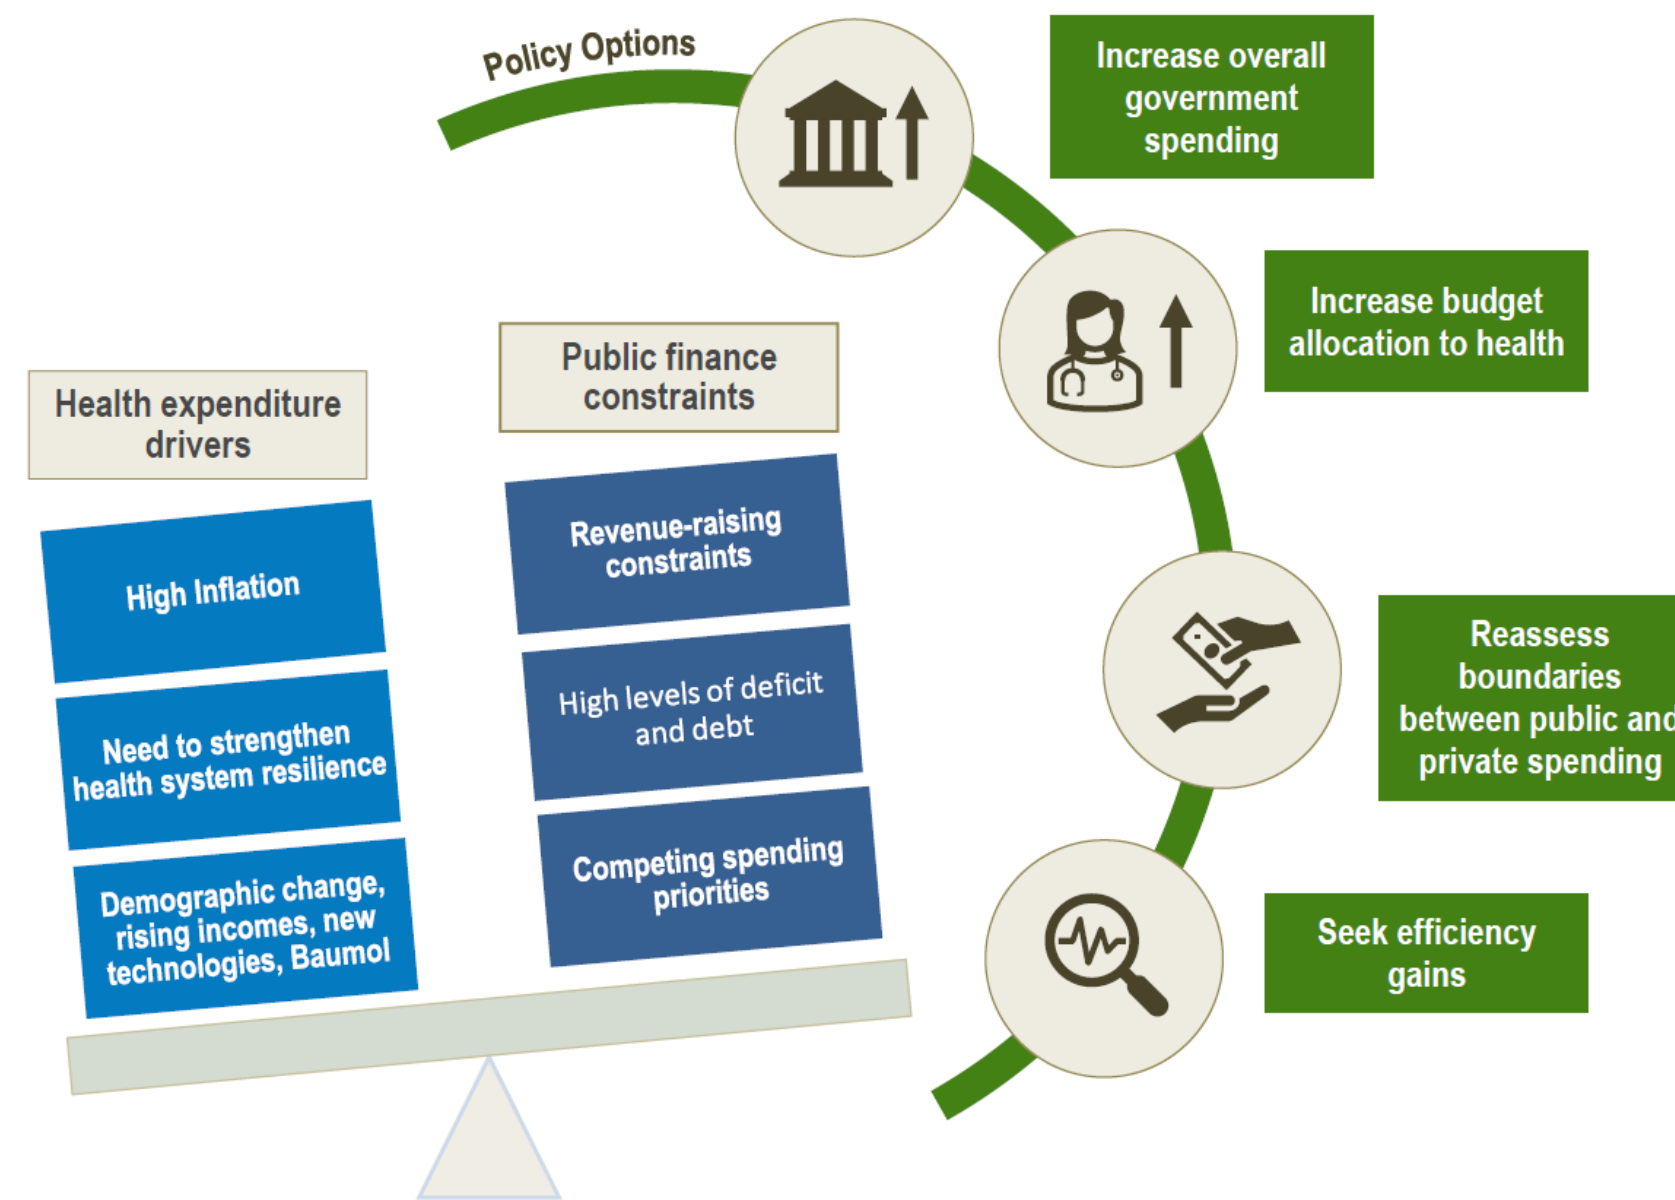 Policy Options
Increase overall
government
spending
Increase budget
allocation to health
Reassess
boundaries
between public and
private spending
Seek efficiency
gains
Health expenditure
drivers
High Inflation
Need to strengthen
health system resilience
Demographic change,
rising incomes, new
technologies, Baumol
Public finance
constraints
Revenue-raising
constraints
High levels of deficit
and debt
Competing spending
priorities